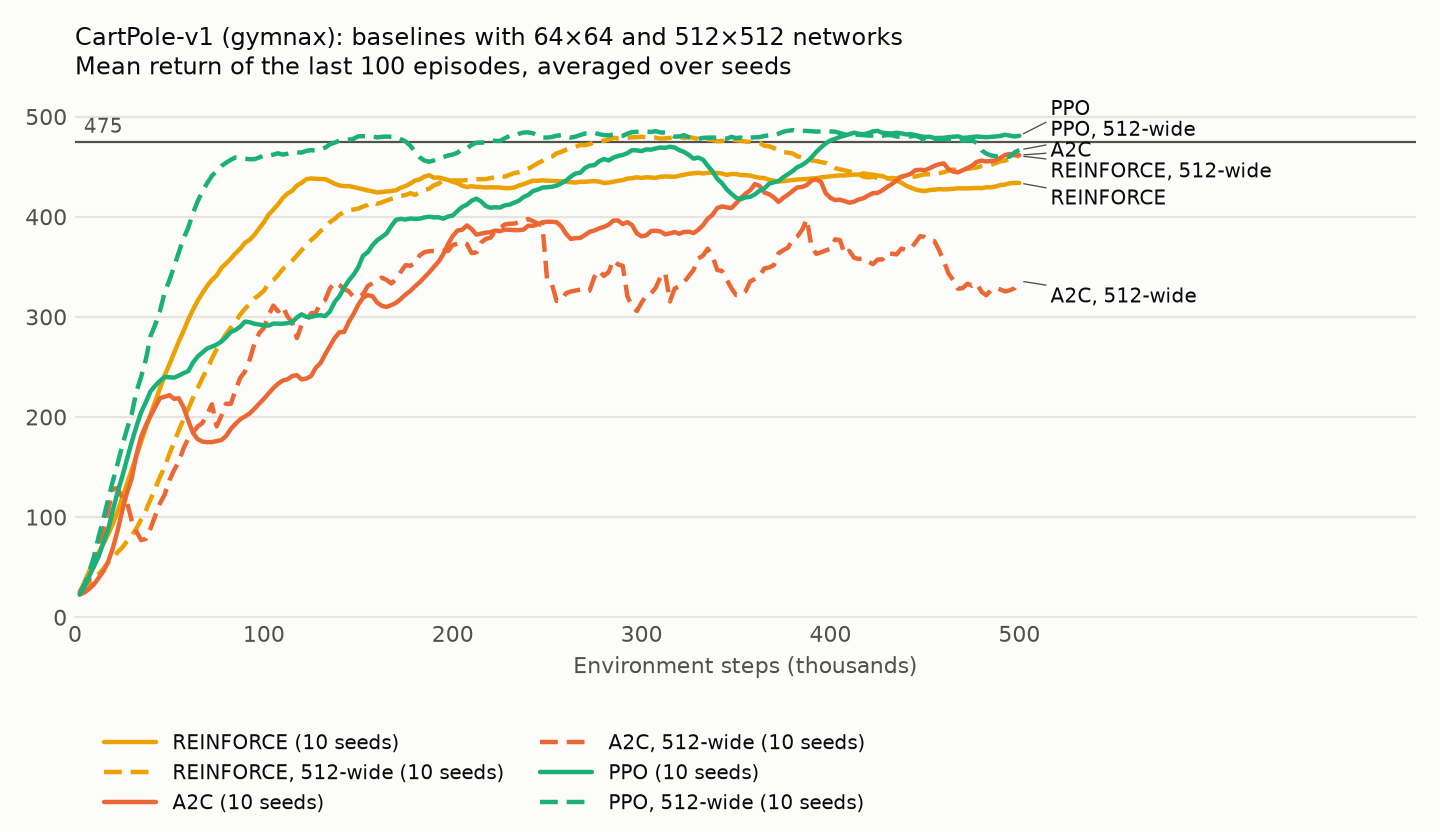 CartPole-v1 (gymnax): baselines with 64×64 and 512×512 networks
Mean return of the last 100 episodes, averaged over seeds
500
475
400
300
200
100
0
PPO
PPO, 512-wide
A2C
REINFORCE, 512-wide
REINFORCE
A2C, 512-wide
0 100 200 300 400 500
Environment steps (thousands)
REINFORCE (10 seeds)
REINFORCE, 512-wide (10 seeds)
A2C (10 seeds)
A2C, 512-wide (10 seeds)
PPO (10 seeds)
PPO, 512-wide (10 seeds)